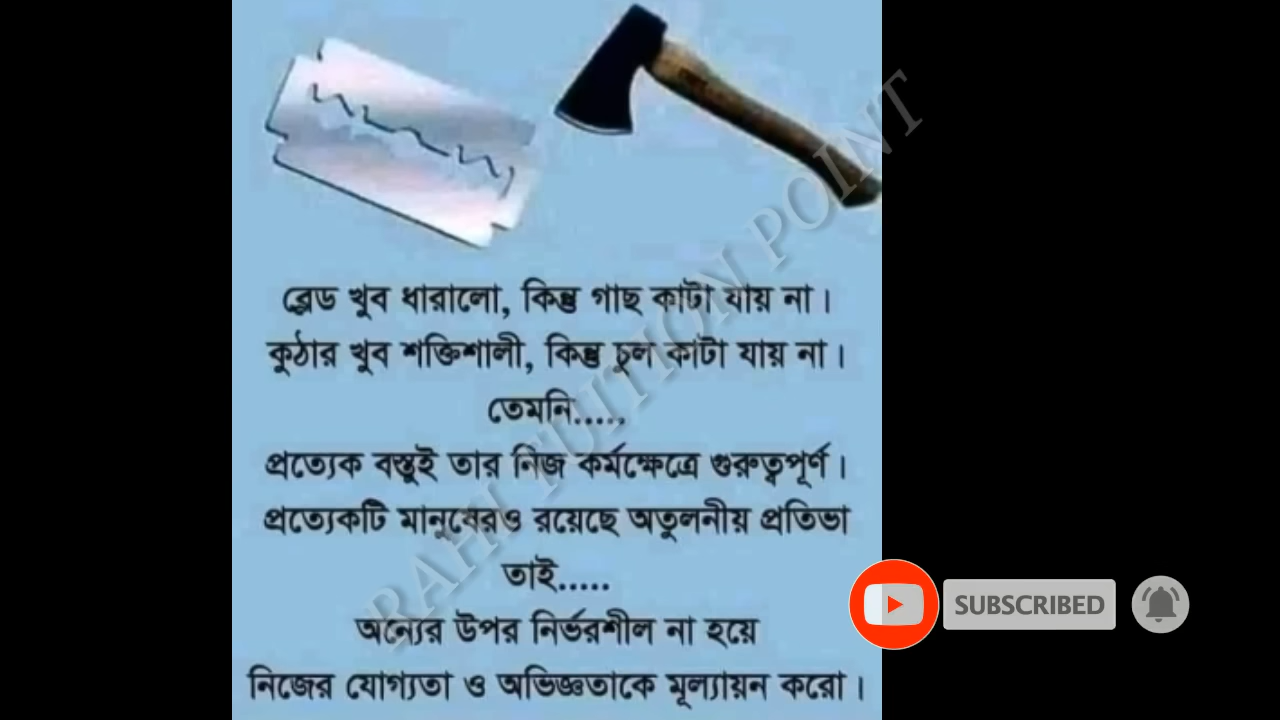 ব্লেড খুব ধারালো, কিন্তু গাছ কাটা যায় না।
কুঠার খুব শক্তিশালী, কিন্তু চুল কাটা যায় না।
তেমনি.....
প্রত্যেক বস্তুই তার নিজ কর্মক্ষেত্রে গুরুত্বপূর্ণ।
প্রত্যেকটি মানুষেরও রয়েছে অতুলনীয় প্রতিভা
তাই.....
অন্যের উপর নির্ভরশীল না হয়ে
নিজের যোগ্যতা ও অভিজ্ঞতাকে মূল্যায়ন করো।
RAHI TUITION POINT
SUBSCRIBED